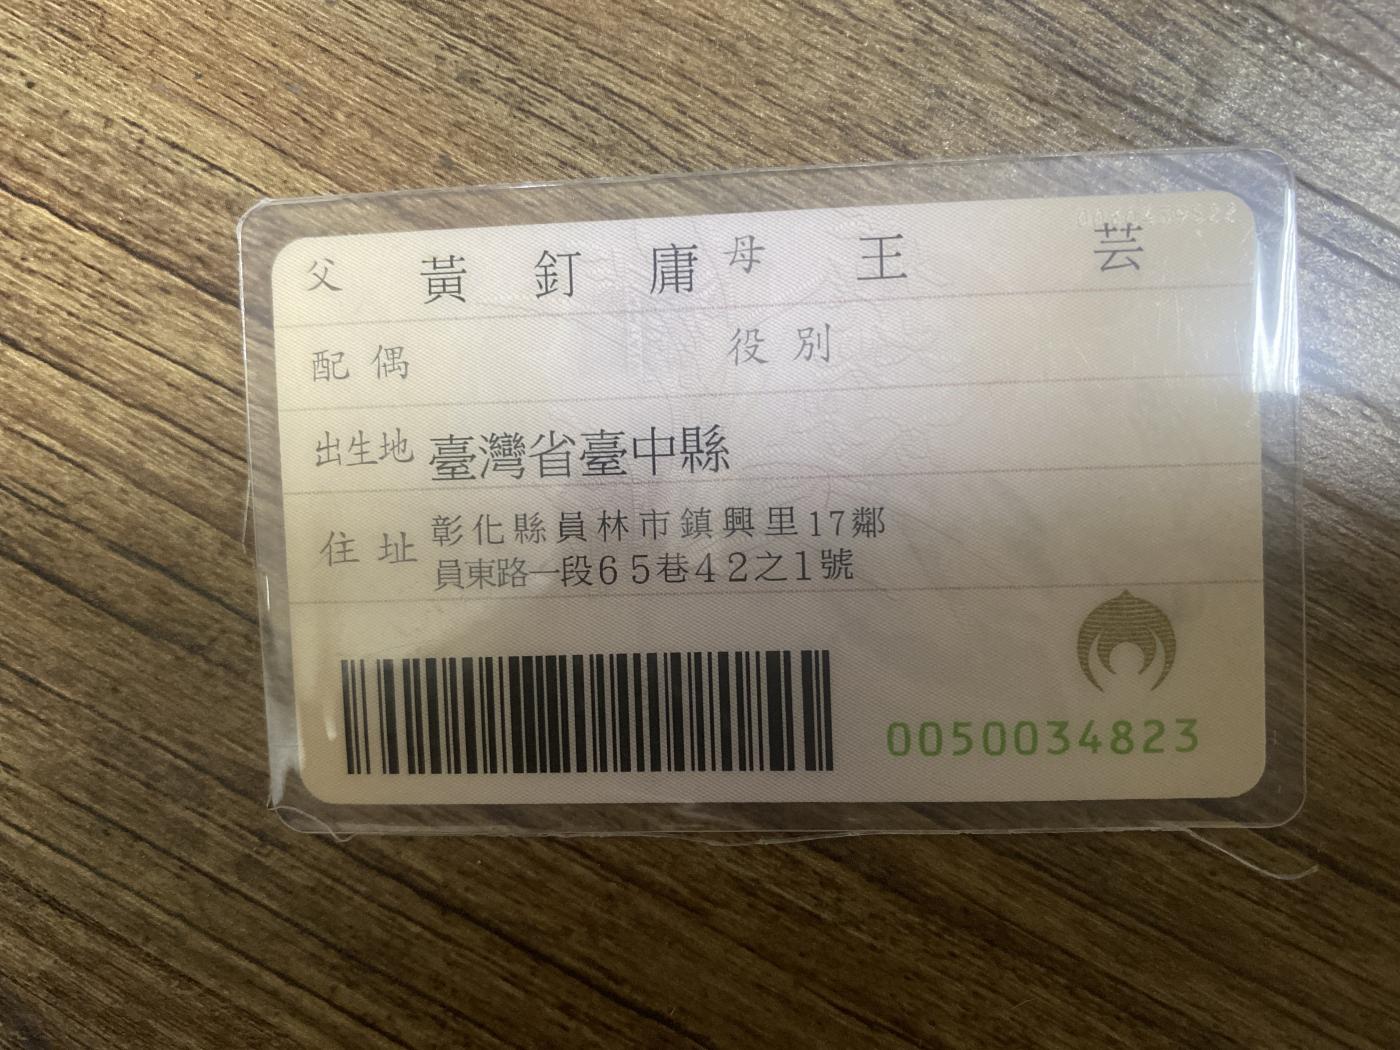 父 黃釘庸 母 王芸
配偶 役別
出生地 臺灣省臺中縣
住址 彰化縣員林市鎮興里17鄰
員東路一段65巷42之1號
0050034823